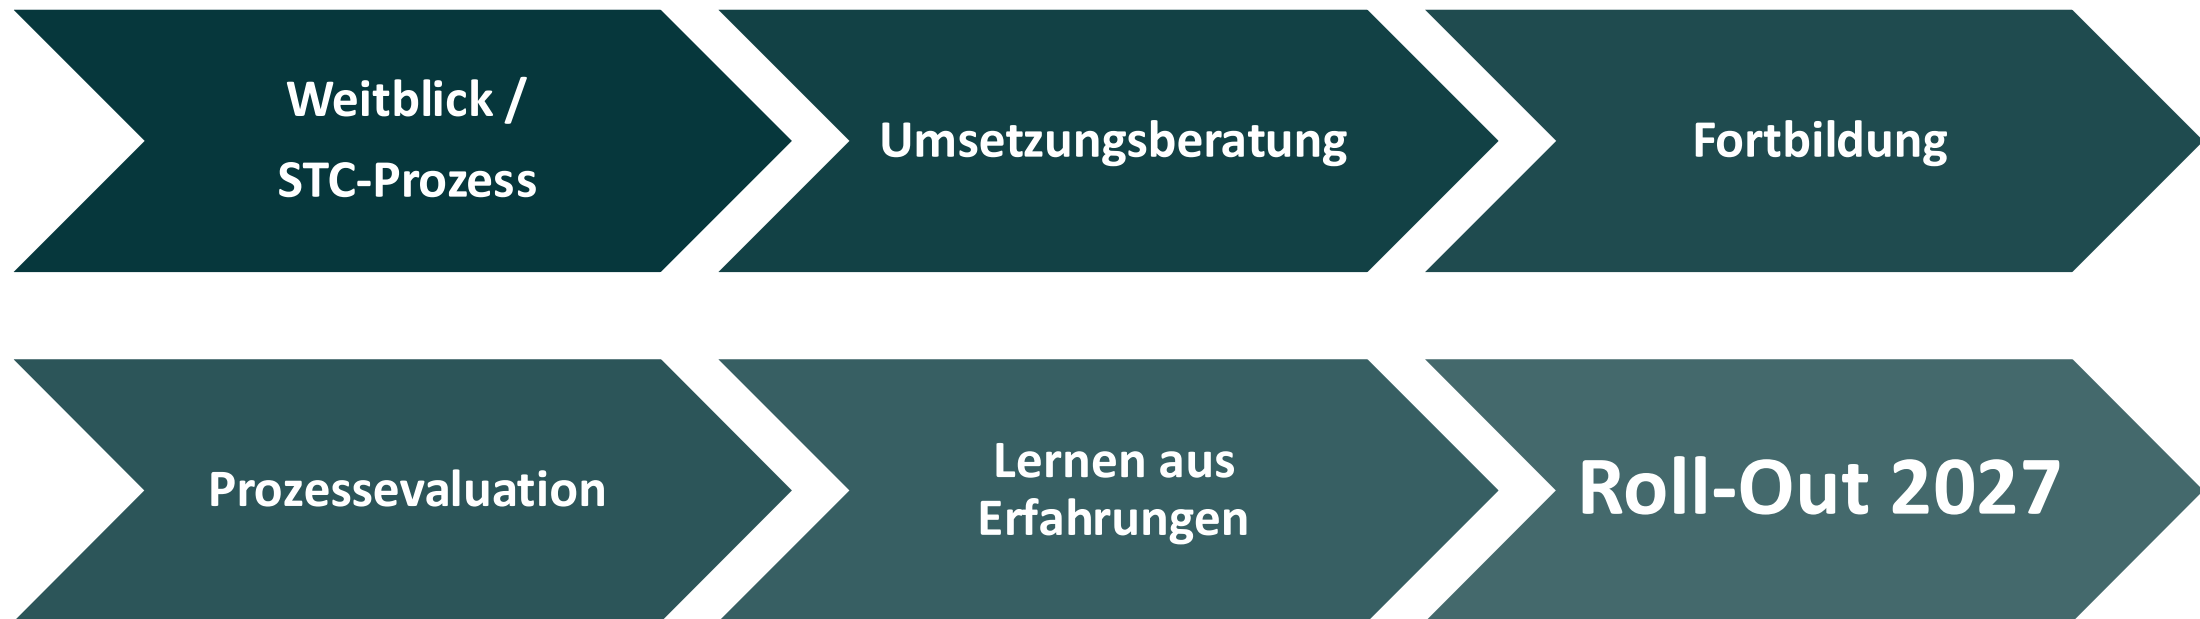 Weitblick /
STC-Prozess
Umsetzungsberatung
Fortbildung
Prozessevaluation
Lernen aus
Erfahrungen
Roll-Out 2027